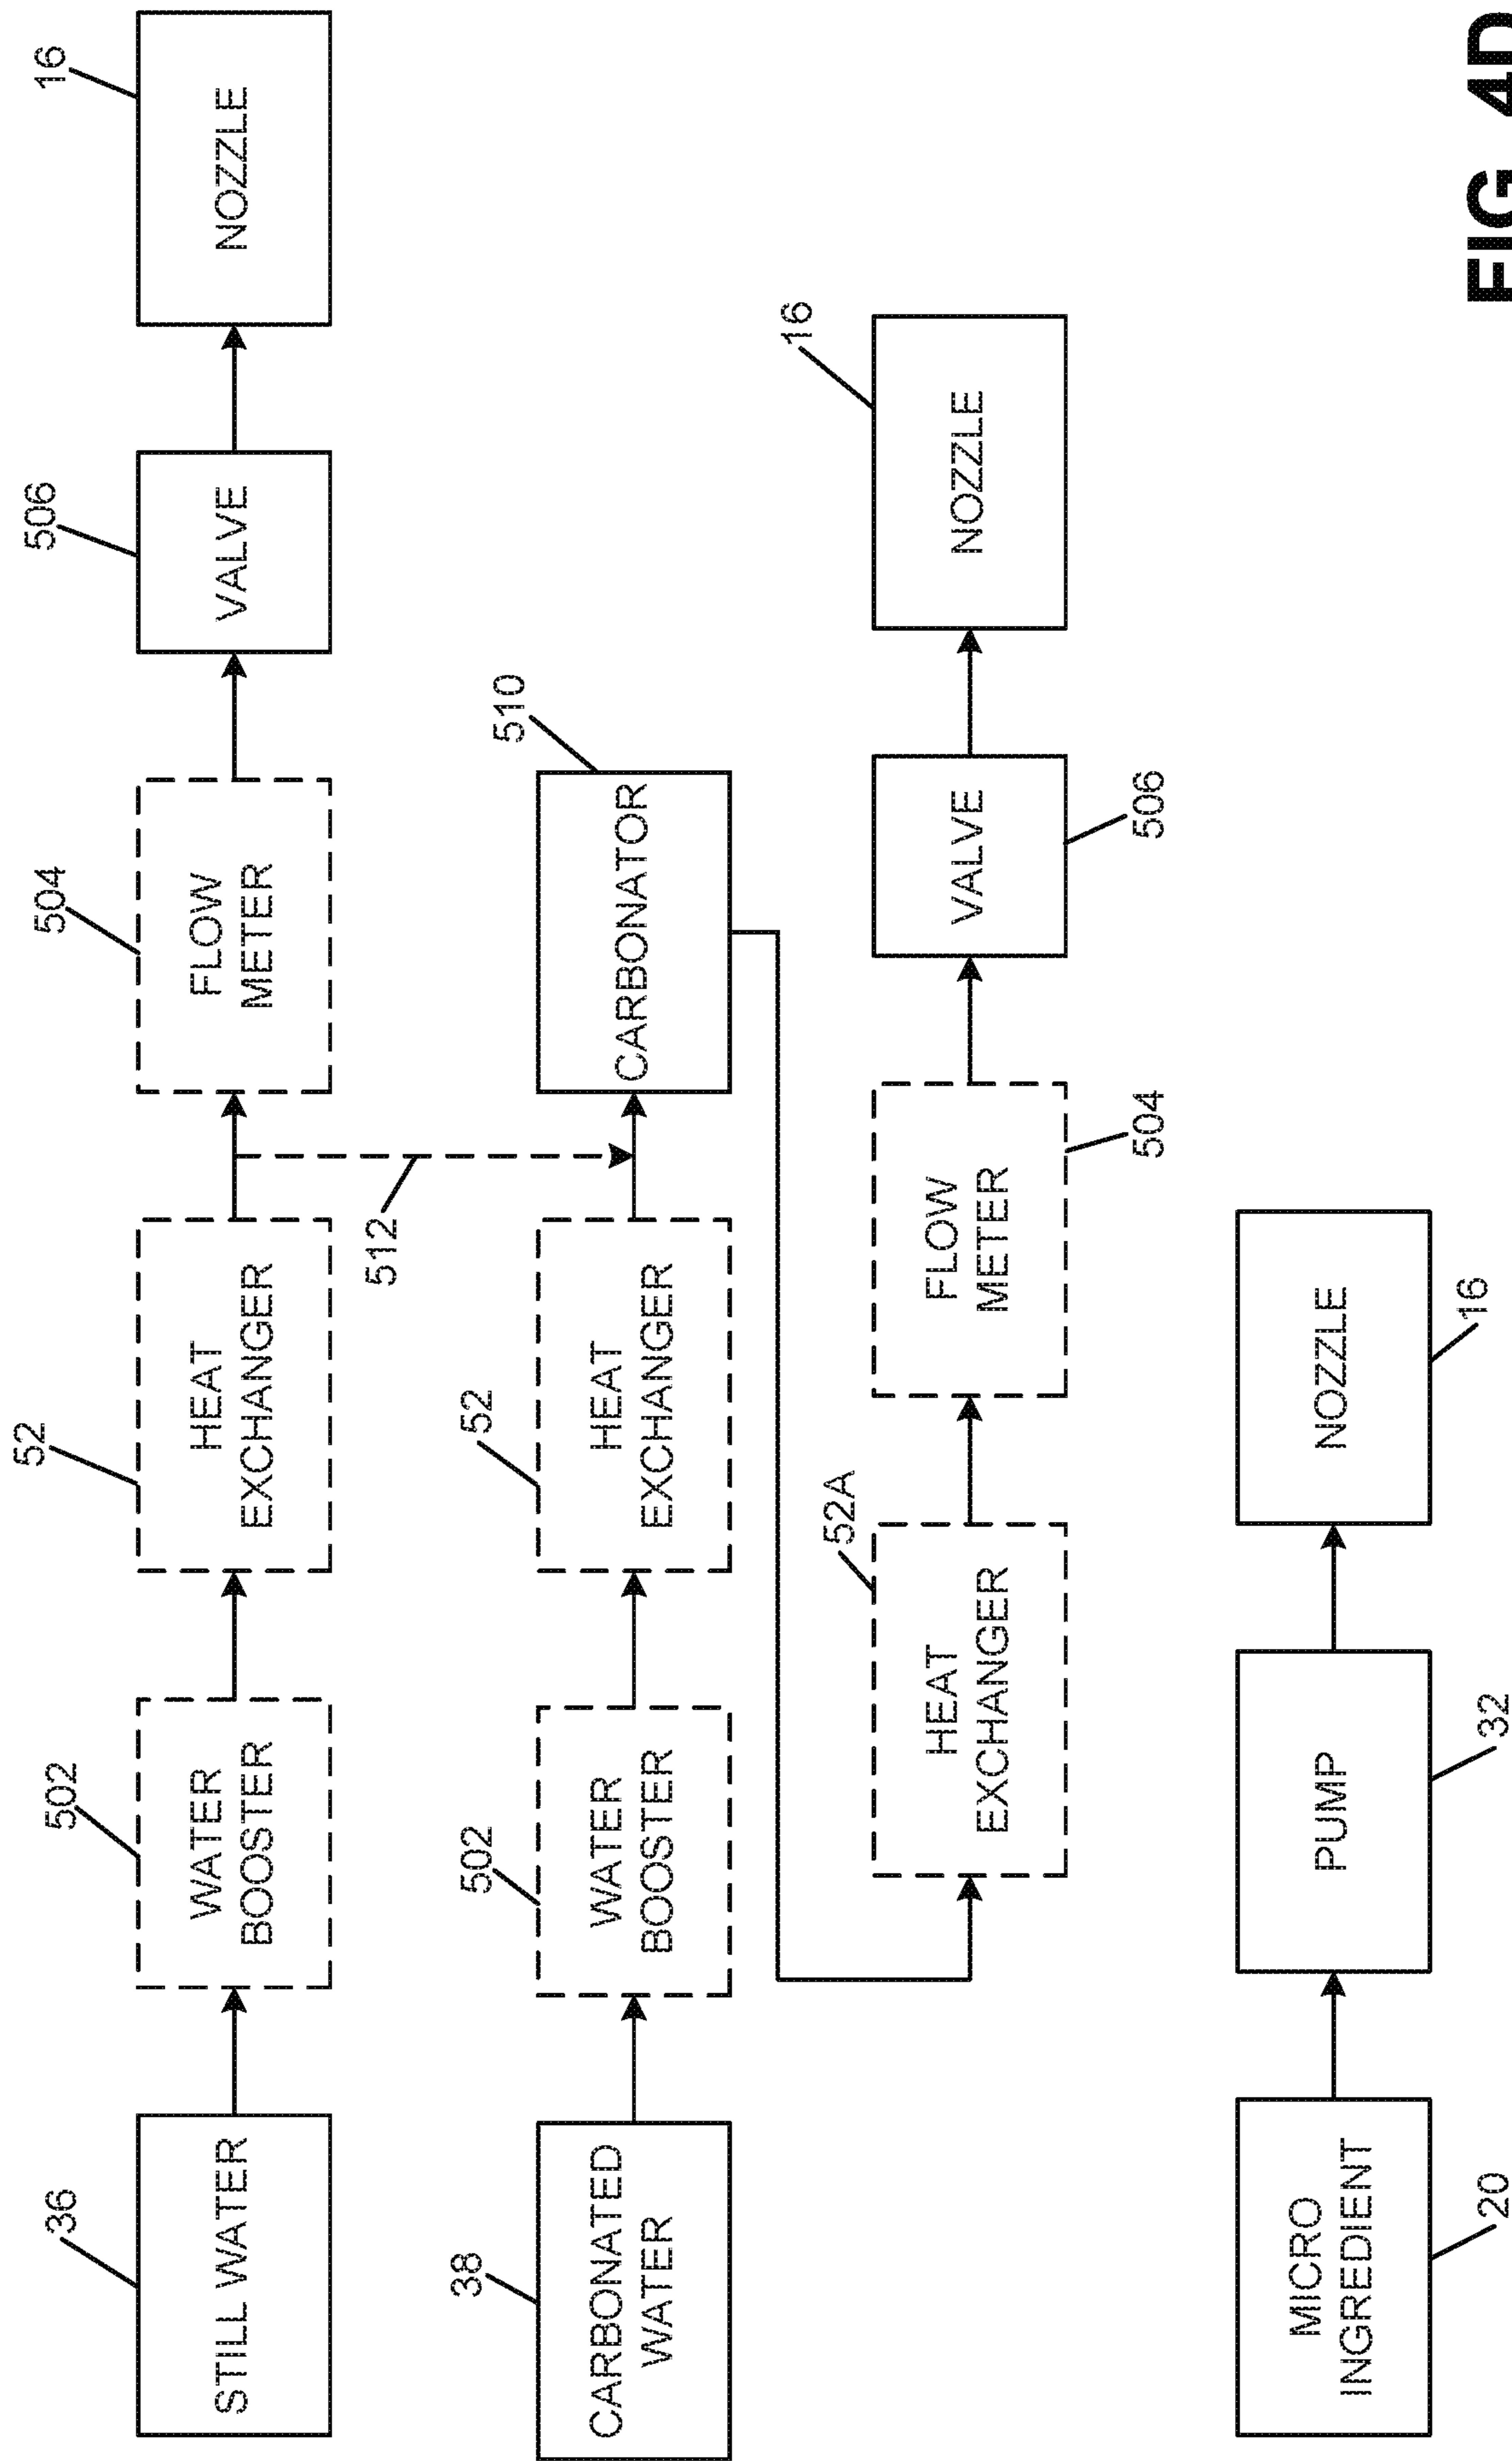 36
STILL WATER
502
WATER
BOOSTER
52
HEAT
EXCHANGER
504
FLOW
METER
506
VALVE
16
NOZZLE
38
CARBONATED
WATER
502
WATER
BOOSTER
52
HEAT
EXCHANGER
512
510
CARBONATOR
52A
HEAT
EXCHANGER
FLOW
METER
504
VALVE
506
16
NOZZLE
MICRO
INGREDIENT
20
PUMP
32
NOZZLE
16
FIG. 4D